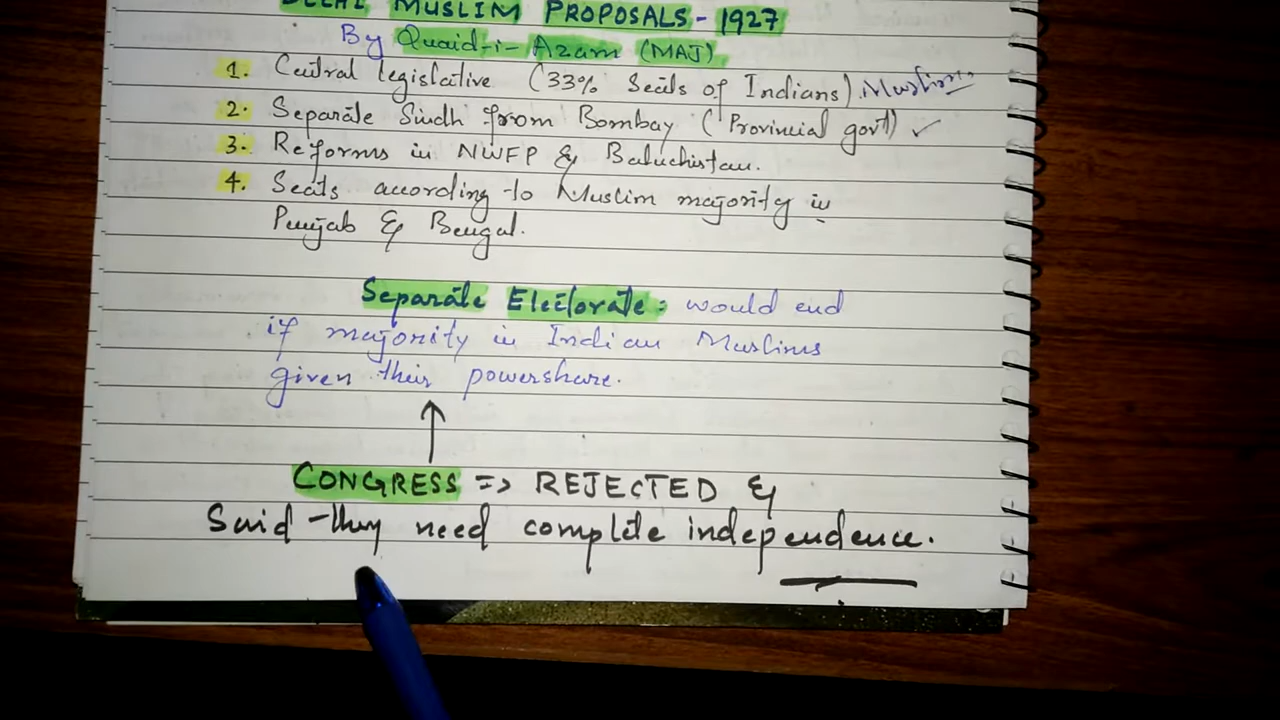 DELHI MUSLIM PROPOSALS - 1927
By Quaid-i-Azam (MAJ)
1. Central legislative (33% Seats of Indians). Muslims
2. Separate Sindh from Bombay (Provincial govt) ✓
3. Reforms in NWFP & Baluchistan.
4. Seats according to Muslim majority in
Punjab & Bengal.
Separate Electorate: would end
if majority in Indian Muslims
given their powershare.
CONGRESS => REJECTED &
Said they need complete independence.